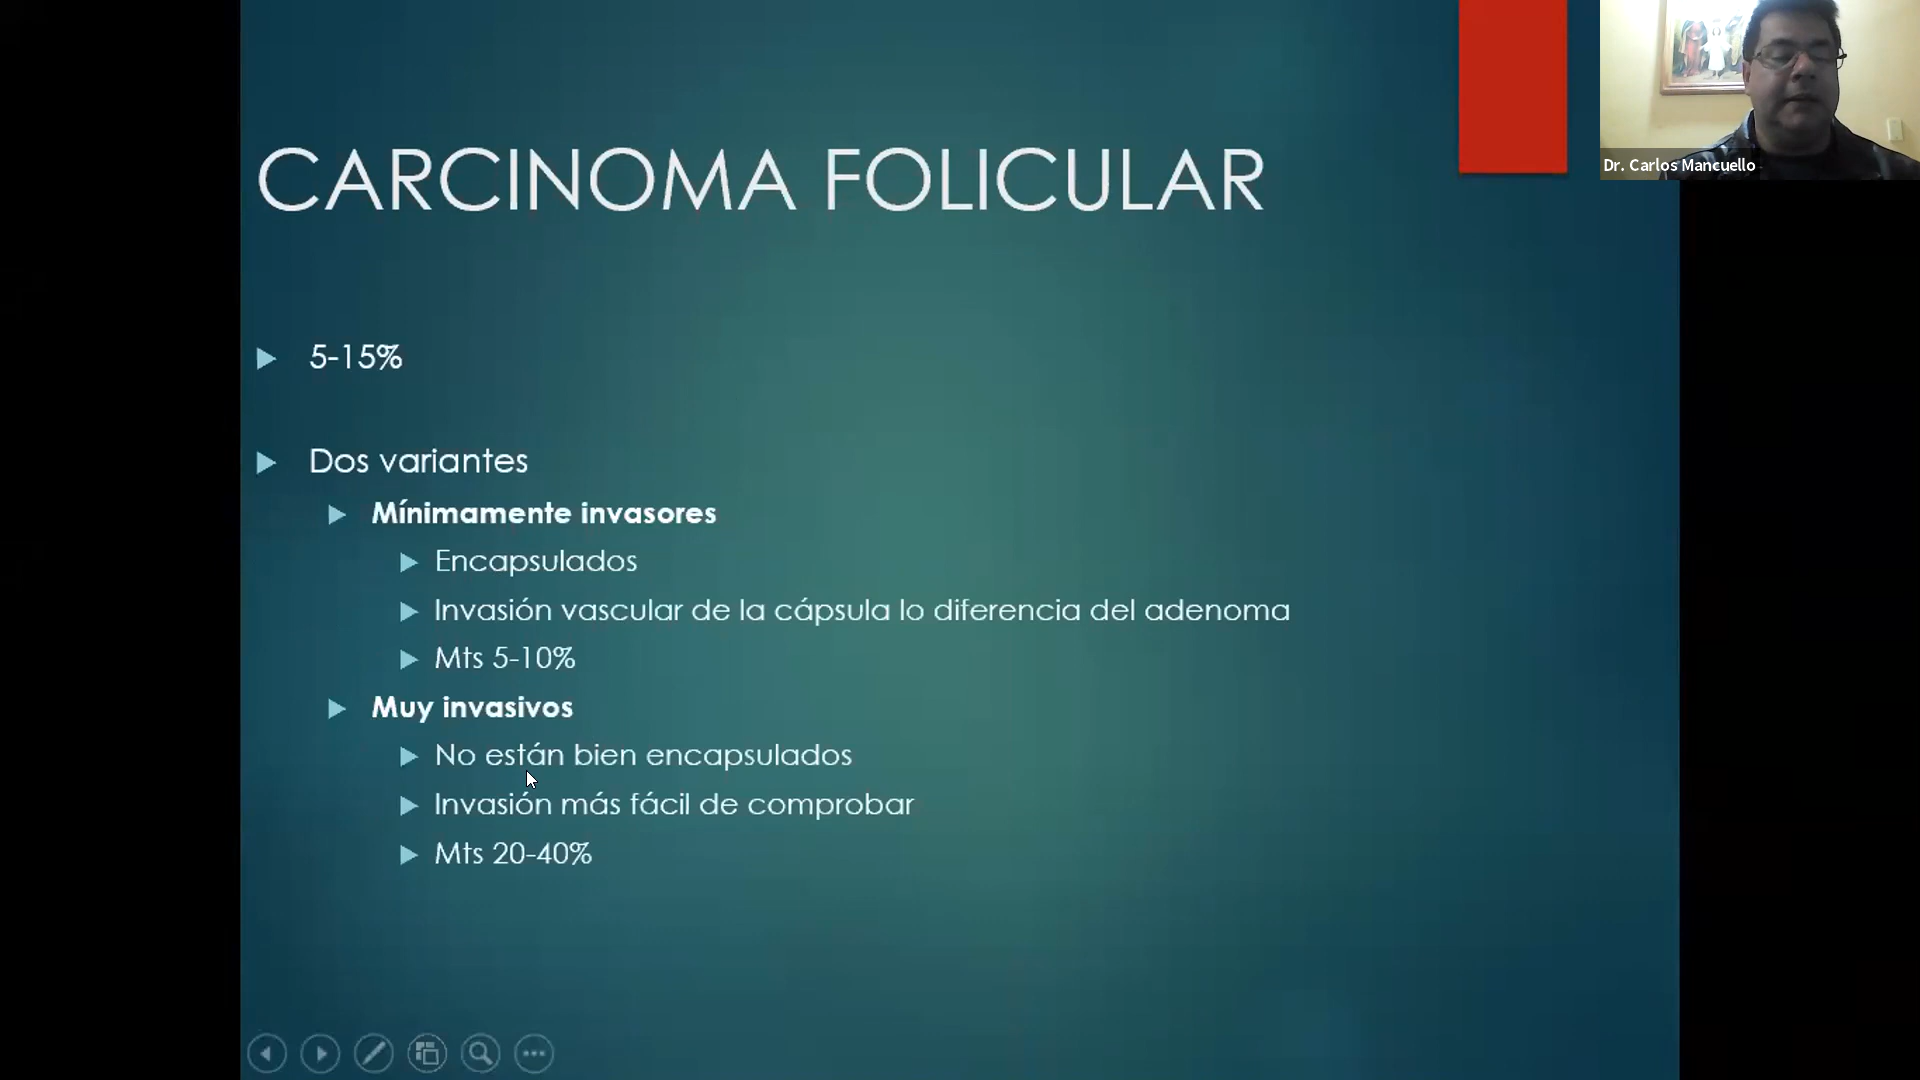 CARCINOMA FOLICULAR
Dr. Carlos Mancuello
5-15%
Dos variantes
Mínimamente invasores
Encapsulados
Invasión vascular de la cápsula lo diferencia del adenoma
Mts 5-10%
Muy invasivos
No están bien encapsulados
Invasión más fácil de comprobar
Mts 20-40%